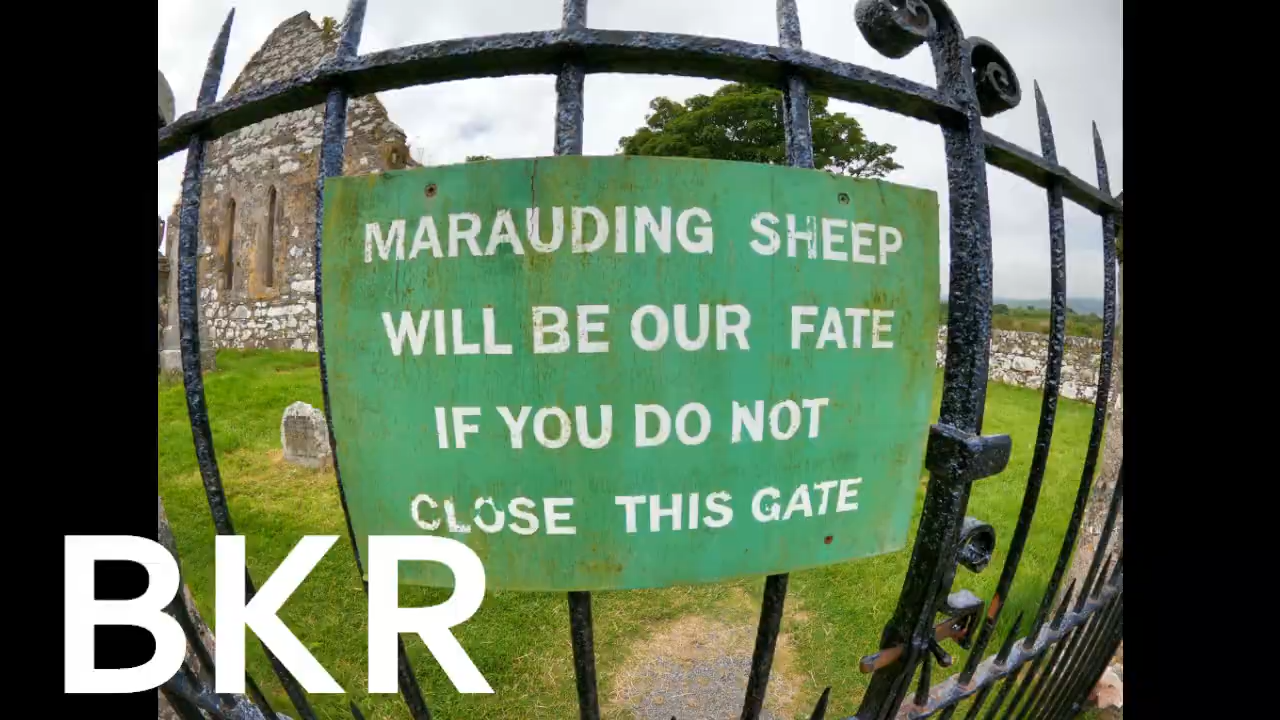 MARAUDING SHEEP
WILL BE OUR FATE
IF YOU DO NOT
CLOSE THIS GATE
BKR